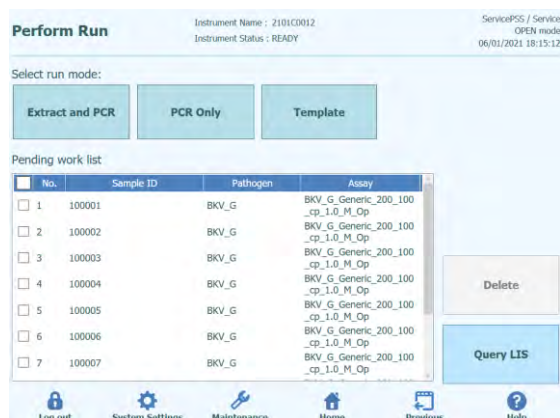 Perform Run
Instrument Name : 2101C0012
Instrument Status : READY
ServicePSS / Service
OPEN mode
06/01/2021 18:15:12
Select run mode:
Extract and PCR
PCR Only
Template
Pending work list
No. Sample ID Pathogen Assay
1 100001 BKV_G BKV_G_Generic_200_100
_cp_1.0_M_Op
2 100002 BKV_G BKV_G_Generic_200_100
_cp_1.0_M_Op
3 100003 BKV_G BKV_G_Generic_200_100
_cp_1.0_M_Op
4 100004 BKV_G BKV_G_Generic_200_100
_cp_1.0_M_Op
5 100005 BKV_G BKV_G_Generic_200_100
_cp_1.0_M_Op
6 100006 BKV_G BKV_G_Generic_200_100
_cp_1.0_M_Op
7 100007 BKV_G BKV_G_Generic_200_100
_cp_1.0_M_Op
Delete
Query LIS
Log out
System Settings
Maintenance
Home
Previous
Help